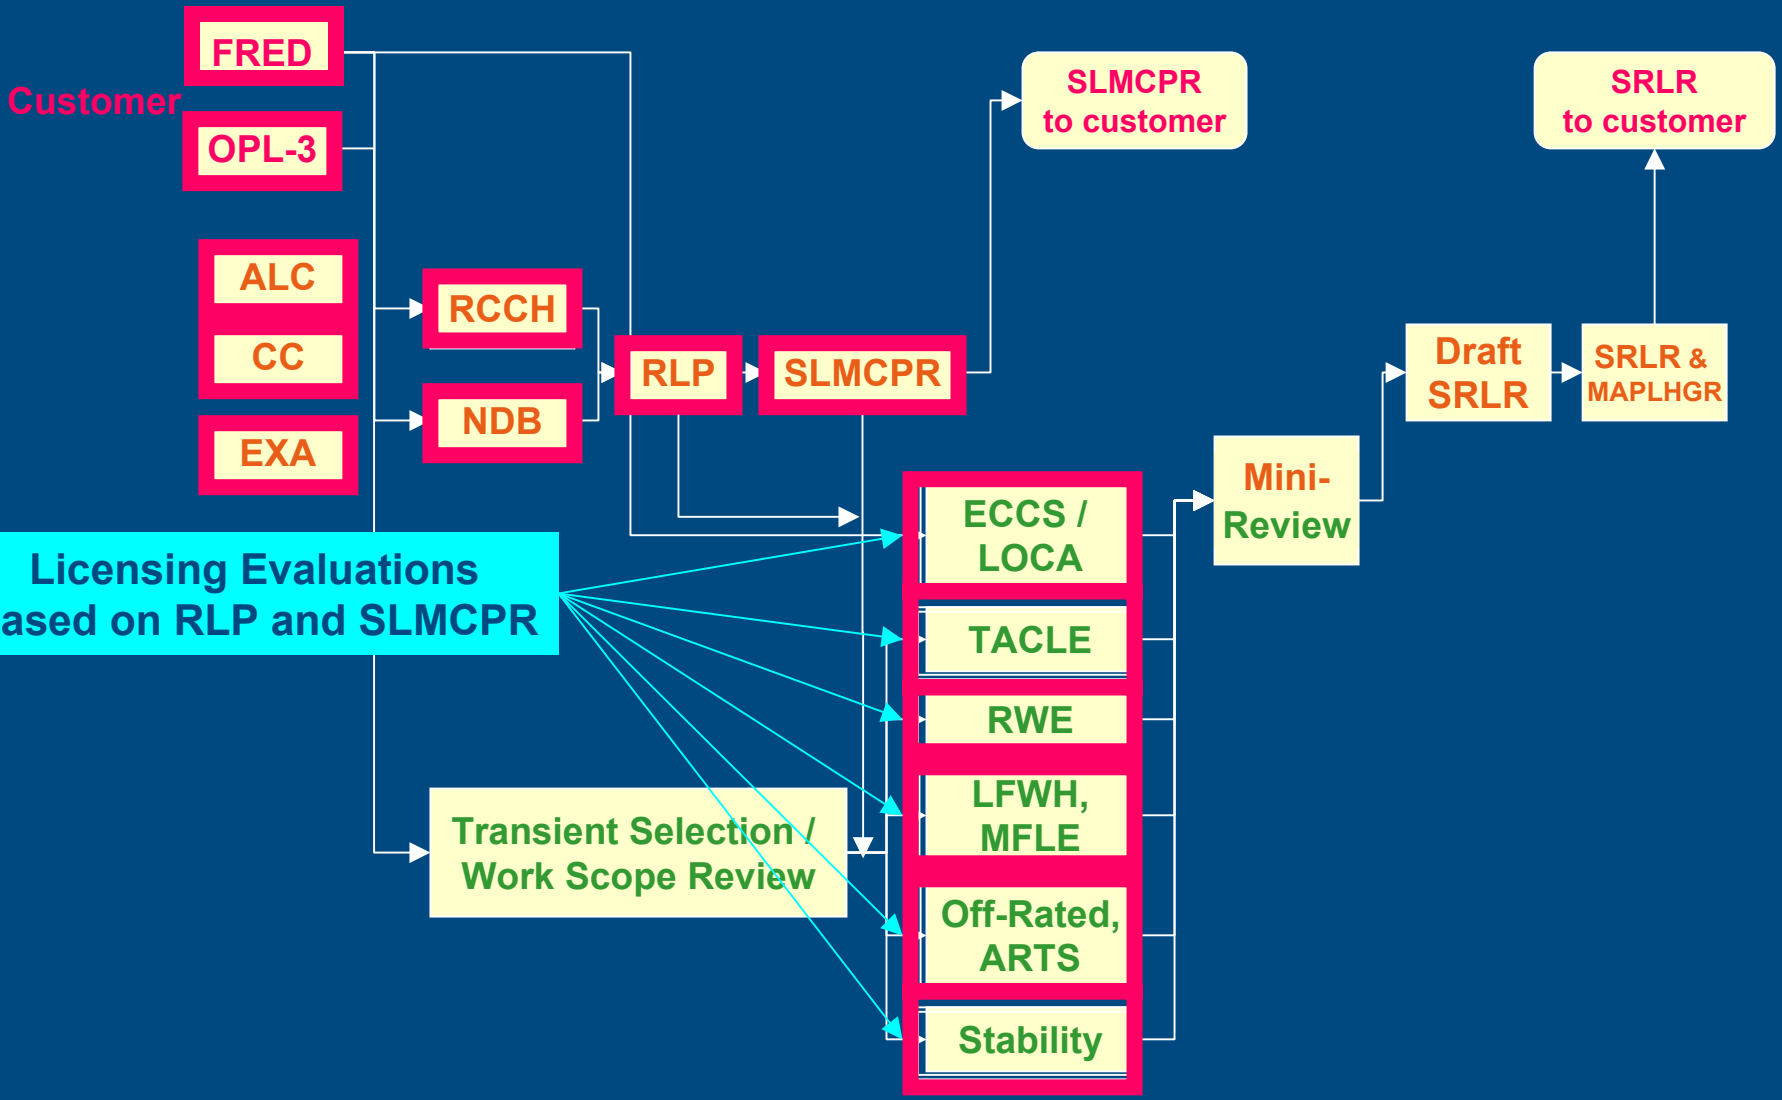 FRED
Customer
OPL-3
ALC
CC
EXA
RCCH
NDB
RLP
SLMCPR
SLMCPR
to customer
SRLR
to customer
Draft
SRLR
SRLR &
MAPLHGR
Mini-
Review
ECCS /
LOCA
TACLE
RWE
LFWH,
MFLE
Off-Rated,
ARTS
Stability
Licensing Evaluations
ased on RLP and SLMCPR
Transient Selection /
Work Scope Review